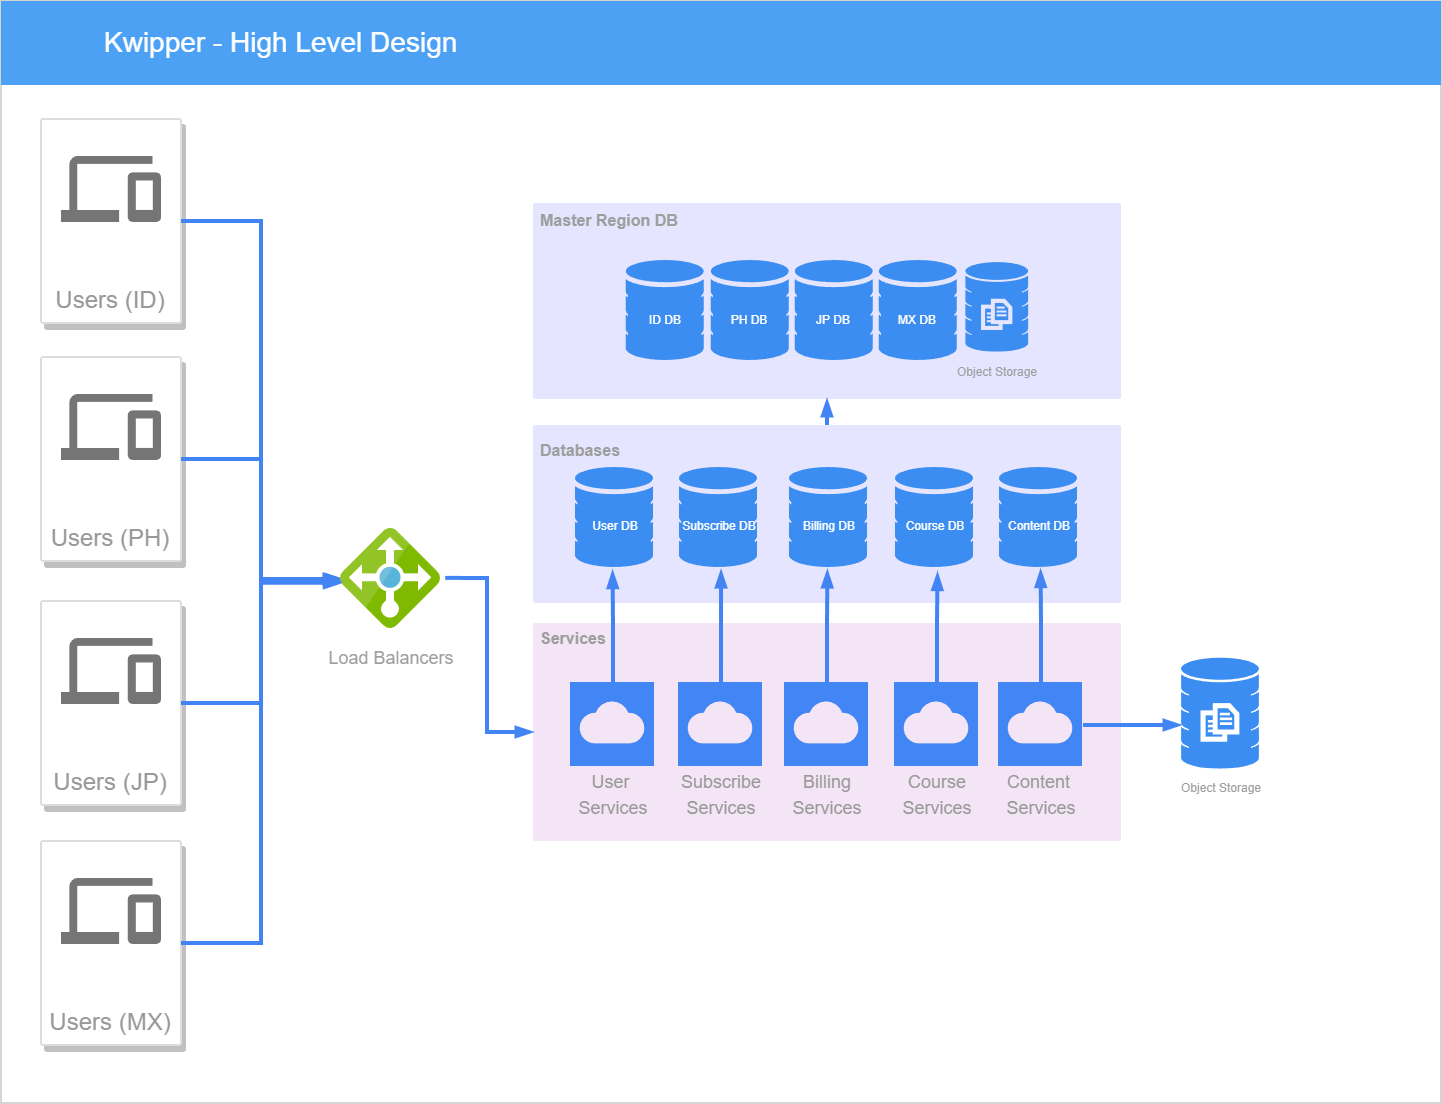 Kwipper - High Level Design
Users (ID)
Users (PH)
Users (JP)
Users (MX)
Load Balancers
Master Region DB
ID DB
PH DB
JP DB
MX DB
Object Storage
Databases
User DB
Subscribe DB
Billing DB
Course DB
Content DB
Services
User
Services
Subscribe
Services
Billing
Services
Course
Services
Content
Services
Object Storage